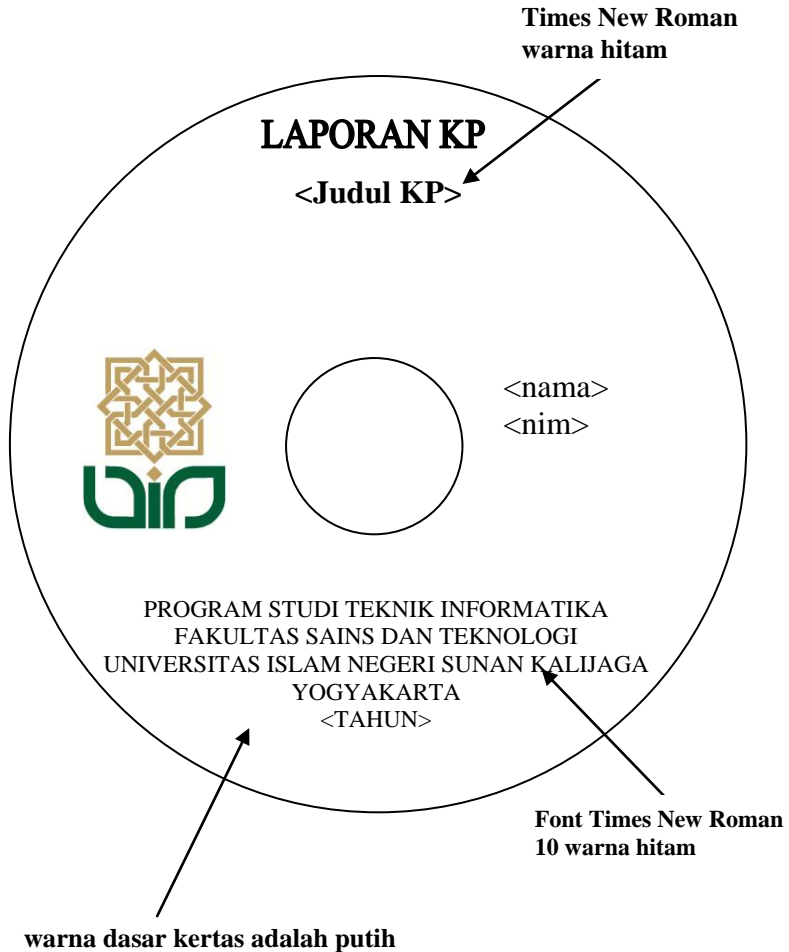 Times New Roman
warna hitam
LAPORAN KP
<Judul KP>
<nama>
<nim>
uin
PROGRAM STUDI TEKNIK INFORMATIKA
FAKULTAS SAINS DAN TEKNOLOGI
UNIVERSITAS ISLAM NEGERI SUNAN KALIJAGA
YOGYAKARTA
<TAHUN>
Font Times New Roman
10 warna hitam
warna dasar kertas adalah putih